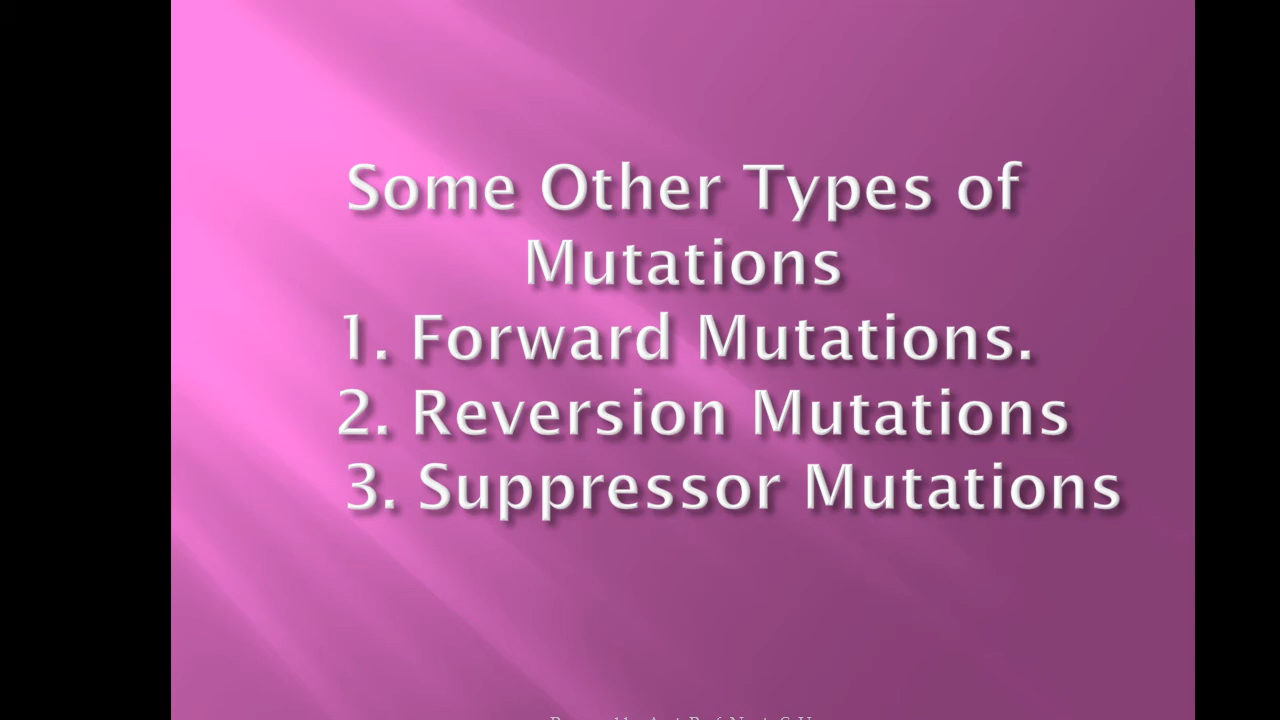 Some Other Types of
Mutations
1. Forward Mutations.
2. Reversion Mutations
3. Suppressor Mutations